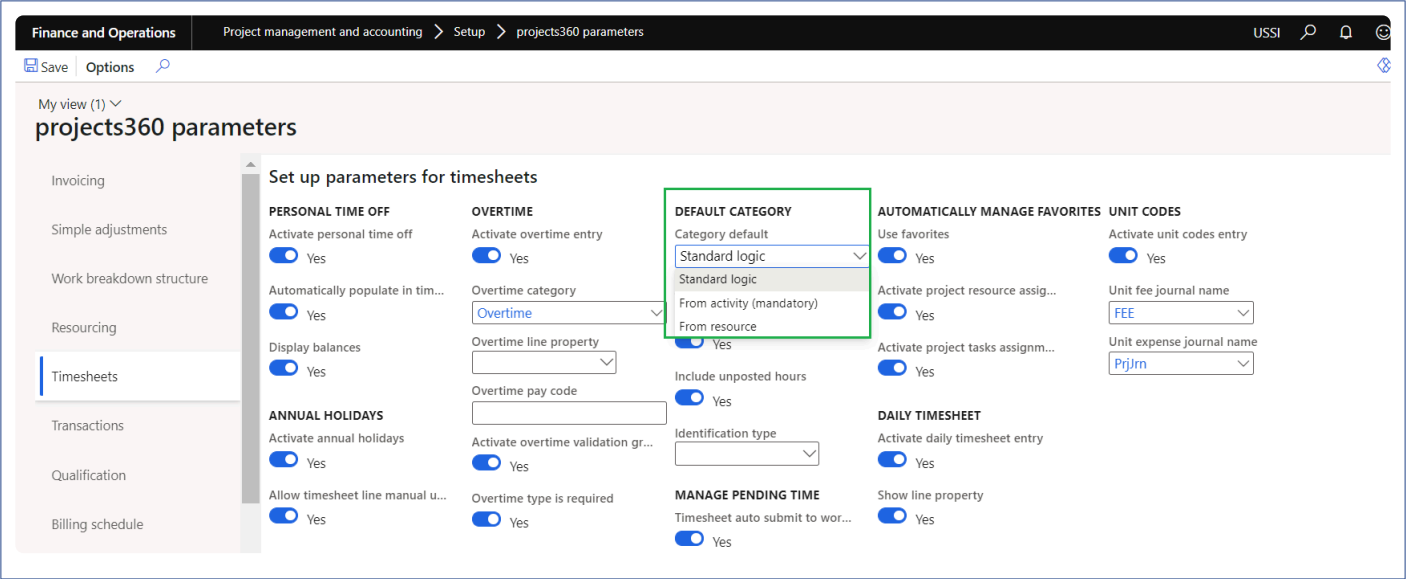 Finance and Operations
Project management and accounting > Setup > projects360 parameters
USSI
Save
Options
My view (1)
projects360 parameters
Invoicing
Simple adjustments
Work breakdown structure
Resourcing
Timesheets
Transactions
Qualification
Billing schedule
Set up parameters for timesheets
PERSONAL TIME OFF
Activate personal time off
Yes
Automatically populate in tim...
Yes
Display balances
Yes
ANNUAL HOLIDAYS
Activate annual holidays
Yes
Allow timesheet line manual u...
Yes
OVERTIME
Activate overtime entry
Yes
Overtime category
Overtime
Overtime line property
Overtime pay code
Activate overtime validation gr...
Yes
Overtime type is required
Yes
DEFAULT CATEGORY
Category default
Standard logic
Standard logic
From activity (mandatory)
From resource
Yes
Include unposted hours
Yes
Identification type
MANAGE PENDING TIME
Timesheet auto submit to wor...
Yes
AUTOMATICALLY MANAGE FAVORITES
Use favorites
Yes
Activate project resource assig...
Yes
Activate project tasks assignm...
Yes
DAILY TIMESHEET
Activate daily timesheet entry
Yes
Show line property
Yes
UNIT CODES
Activate unit codes entry
Yes
Unit fee journal name
FEE
Unit expense journal name
PrjJrn